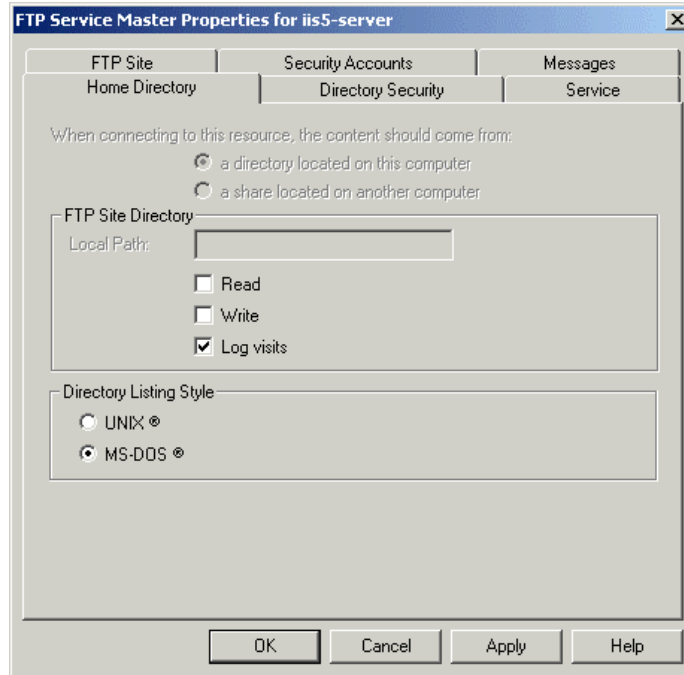 FTP Service Master Properties for iis5-server
FTP Site Security Accounts Messages
Home Directory Directory Security Service
When connecting to this resource, the content should come from:
a directory located on this computer
a share located on another computer
FTP Site Directory
Local Path:
Read
Write
Log visits
Directory Listing Style
UNIX ®
MS-DOS ®
OK Cancel Apply Help